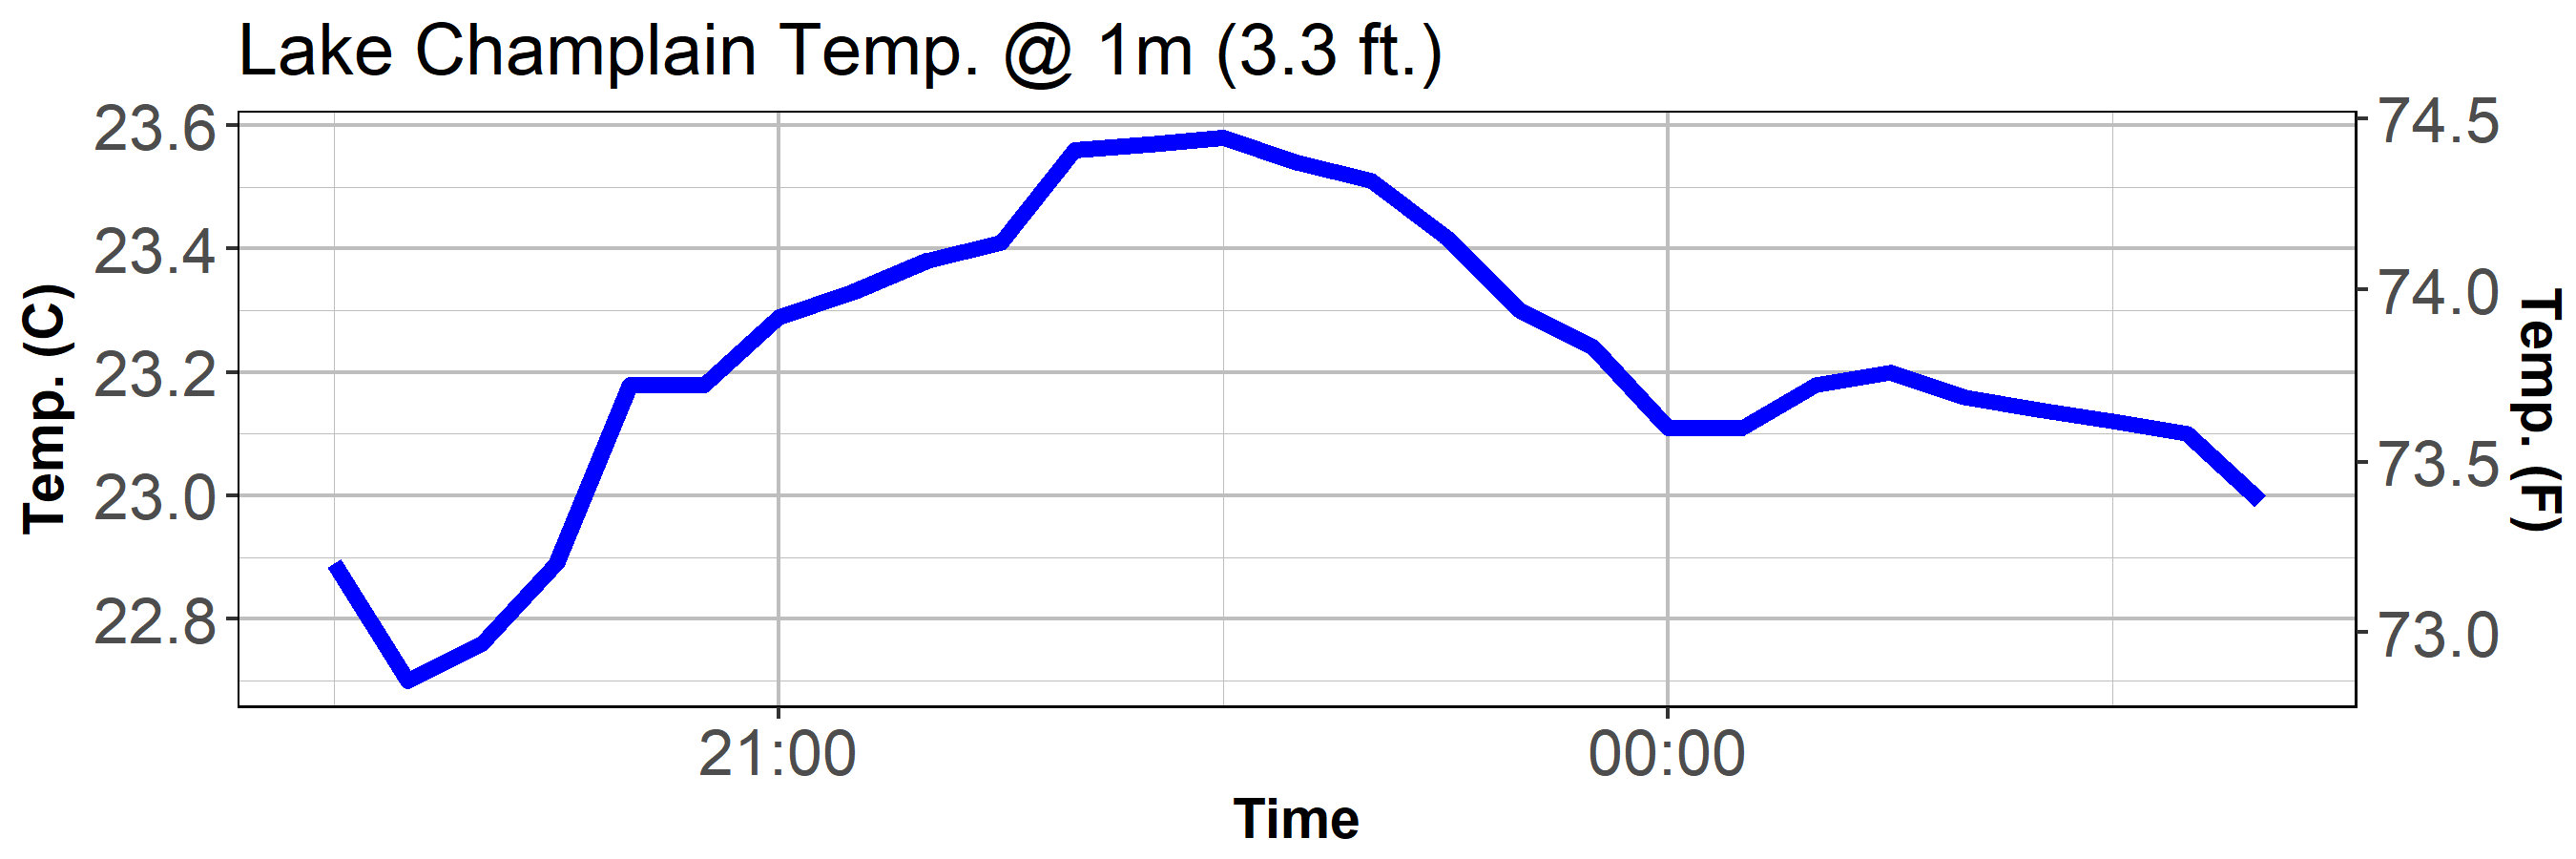 Lake Champlain Temp. @ 1m (3.3 ft.)
23.6
23.4
23.2
23.0
22.8
Temp. (C)
74.5
74.0
73.5
73.0
Temp. (F)
21:00
00:00
Time